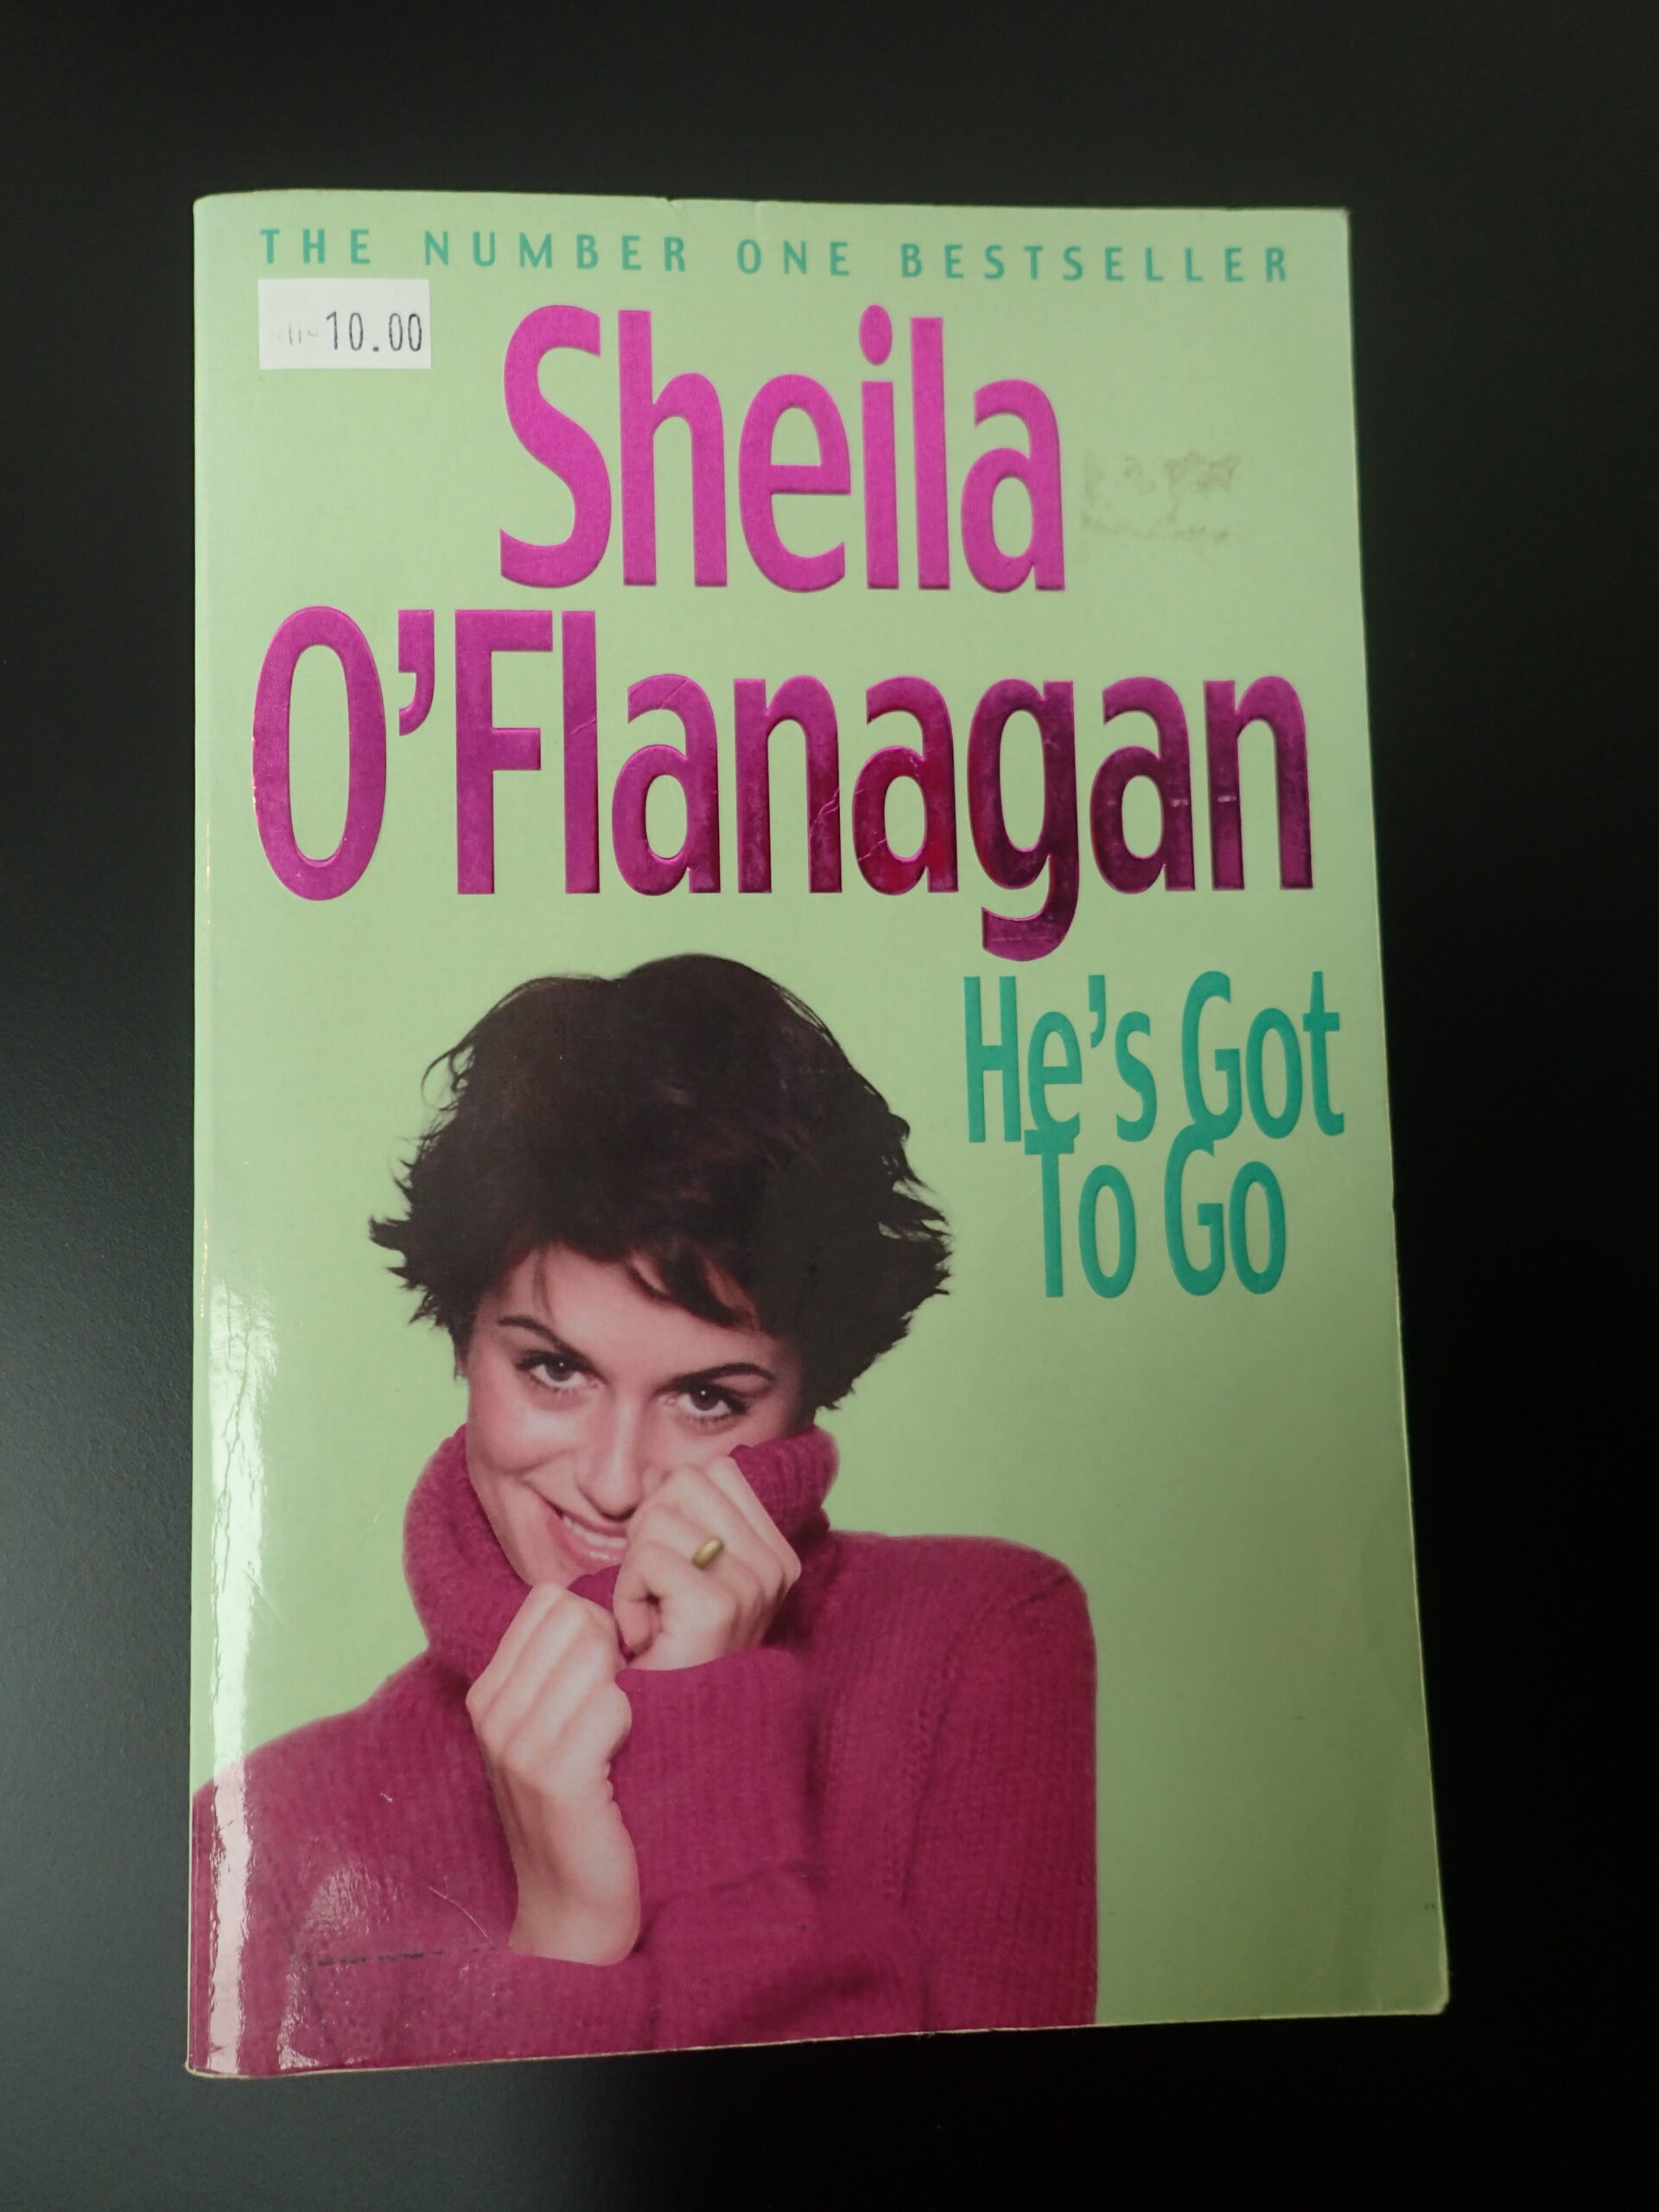 THE NUMBER ONE BESTSELLER
10.00
Sheila
O'Flanagan
He's Got
To Go